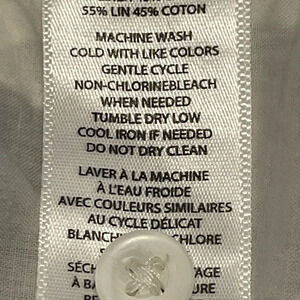 55% LIN 45% COTON
MACHINE WASH
COLD WITH LIKE COLORS
GENTLE CYCLE
NON-CHLORINEBLEACH
WHEN NEEDED
TUMBLE DRY LOW
COOL IRON IF NEEDED
DO NOT DRY CLEAN
LAVER À LA MACHINE
À L'EAU FROIDE
AVEC COULEURS SIMILAIRES
AU CYCLE DÉLICAT